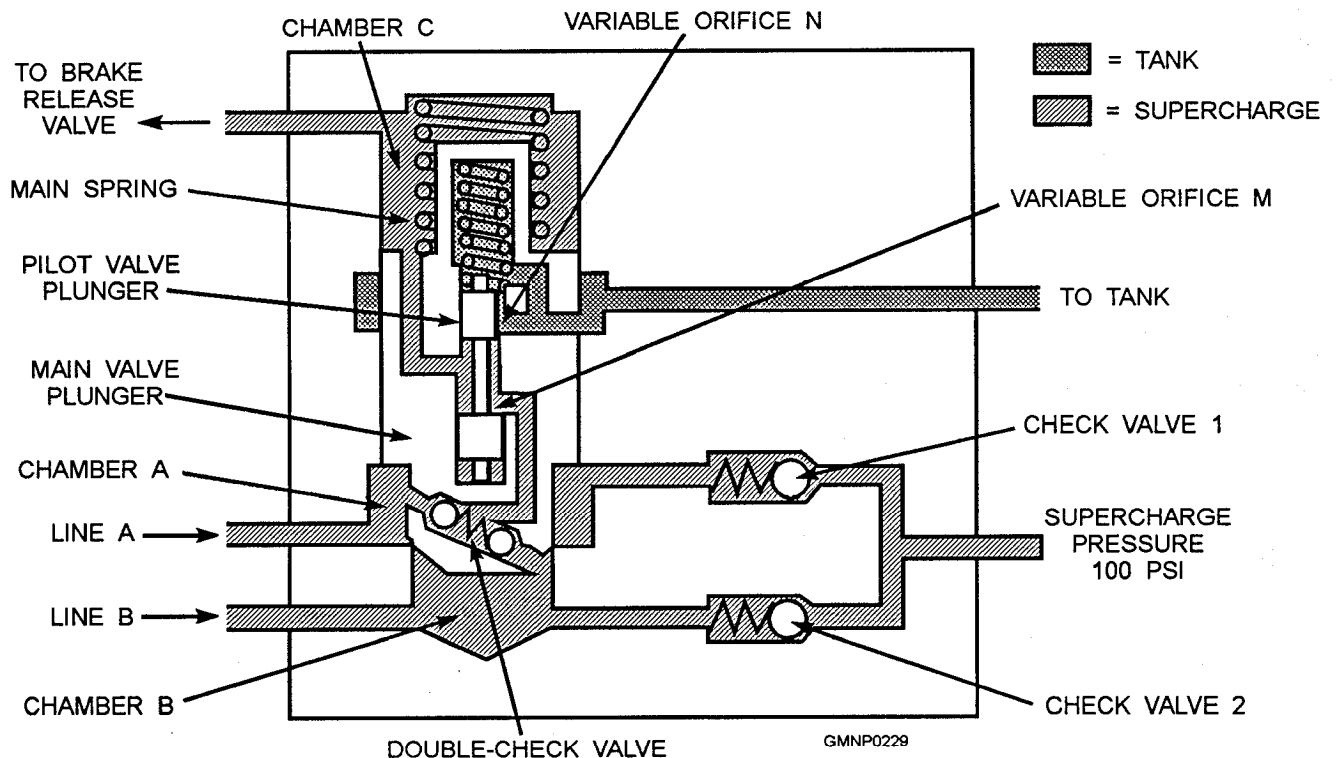 CHAMBER C
VARIABLE ORIFICE N
= TANK
= SUPERCHARGE
TO BRAKE
RELEASE
VALVE
MAIN SPRING
VARIABLE ORIFICE M
PILOT VALVE
PLUNGER
TO TANK
MAIN VALVE
PLUNGER
CHECK VALVE 1
CHAMBER A
LINE A
SUPERCHARGE
PRESSURE
100 PSI
LINE B
CHAMBER B
CHECK VALVE 2
DOUBLE-CHECK VALVE
GMNP0229